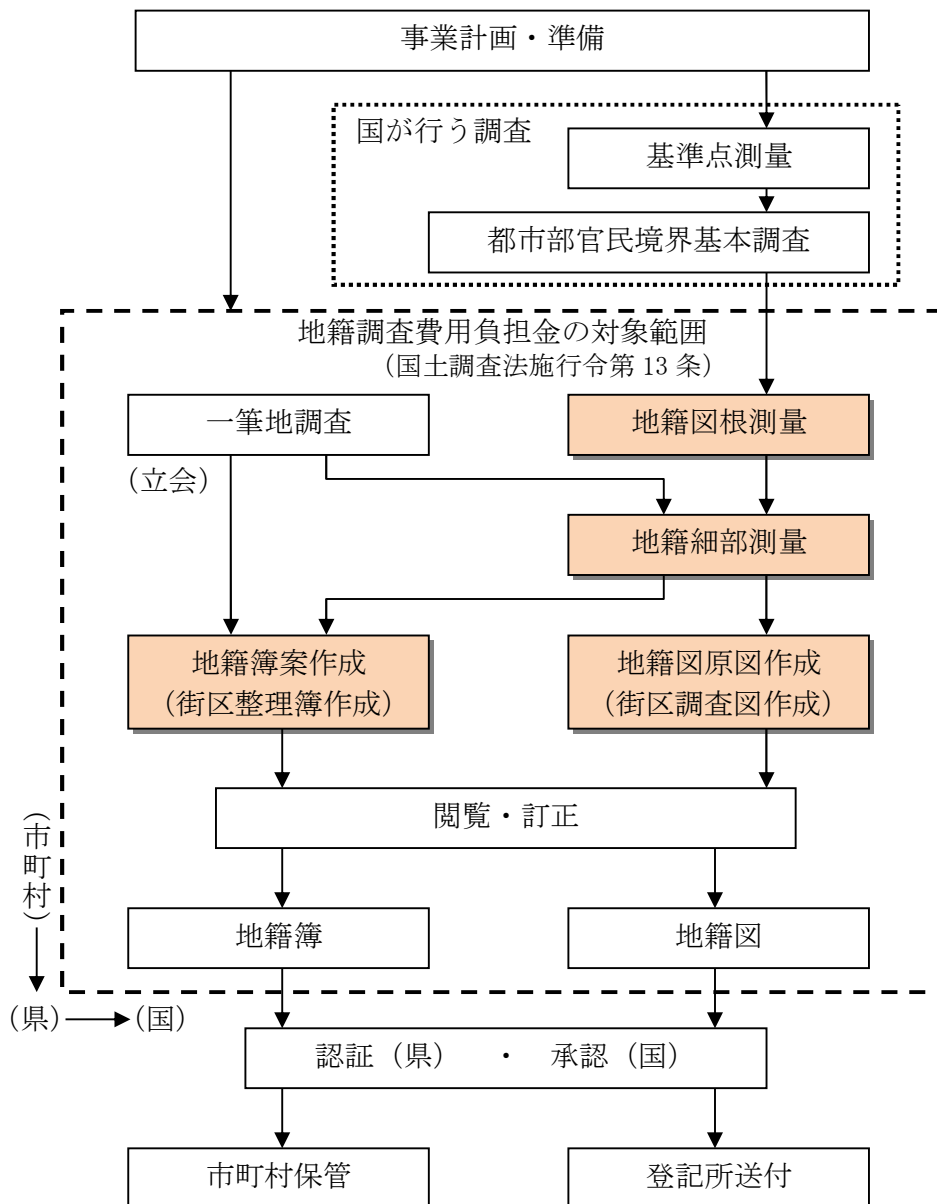 事業計画・準備
国が行う調査
基準点測量
都市部官民境界基本調査
地籍調査費用負担金の対象範囲
（国土調査法施行令第 13 条）
一筆地調査
地籍図根測量
（立会）
地籍細部測量
地籍簿案作成
（街区整理簿作成）
地籍図原図作成
（街区調査図作成）
閲覧・訂正
（市町村）
地籍簿
地籍図
（県）
（国）
認証（県） ・ 承認（国）
市町村保管
登記所送付